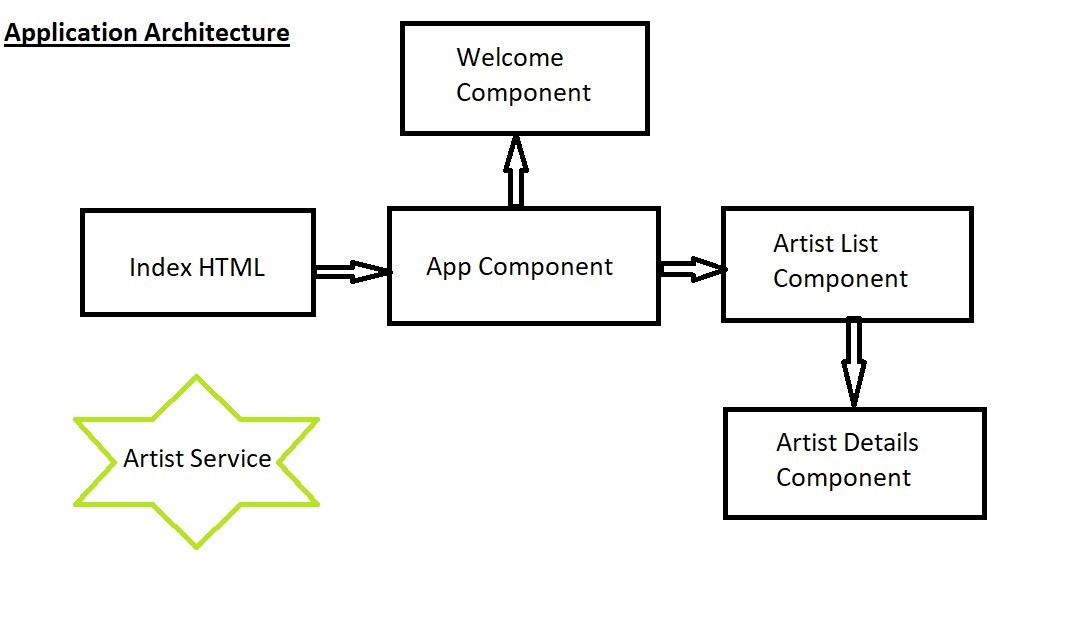 Application Architecture
Welcome
Component
Index HTML
App Component
Artist List
Component
Artist Service
Artist Details
Component